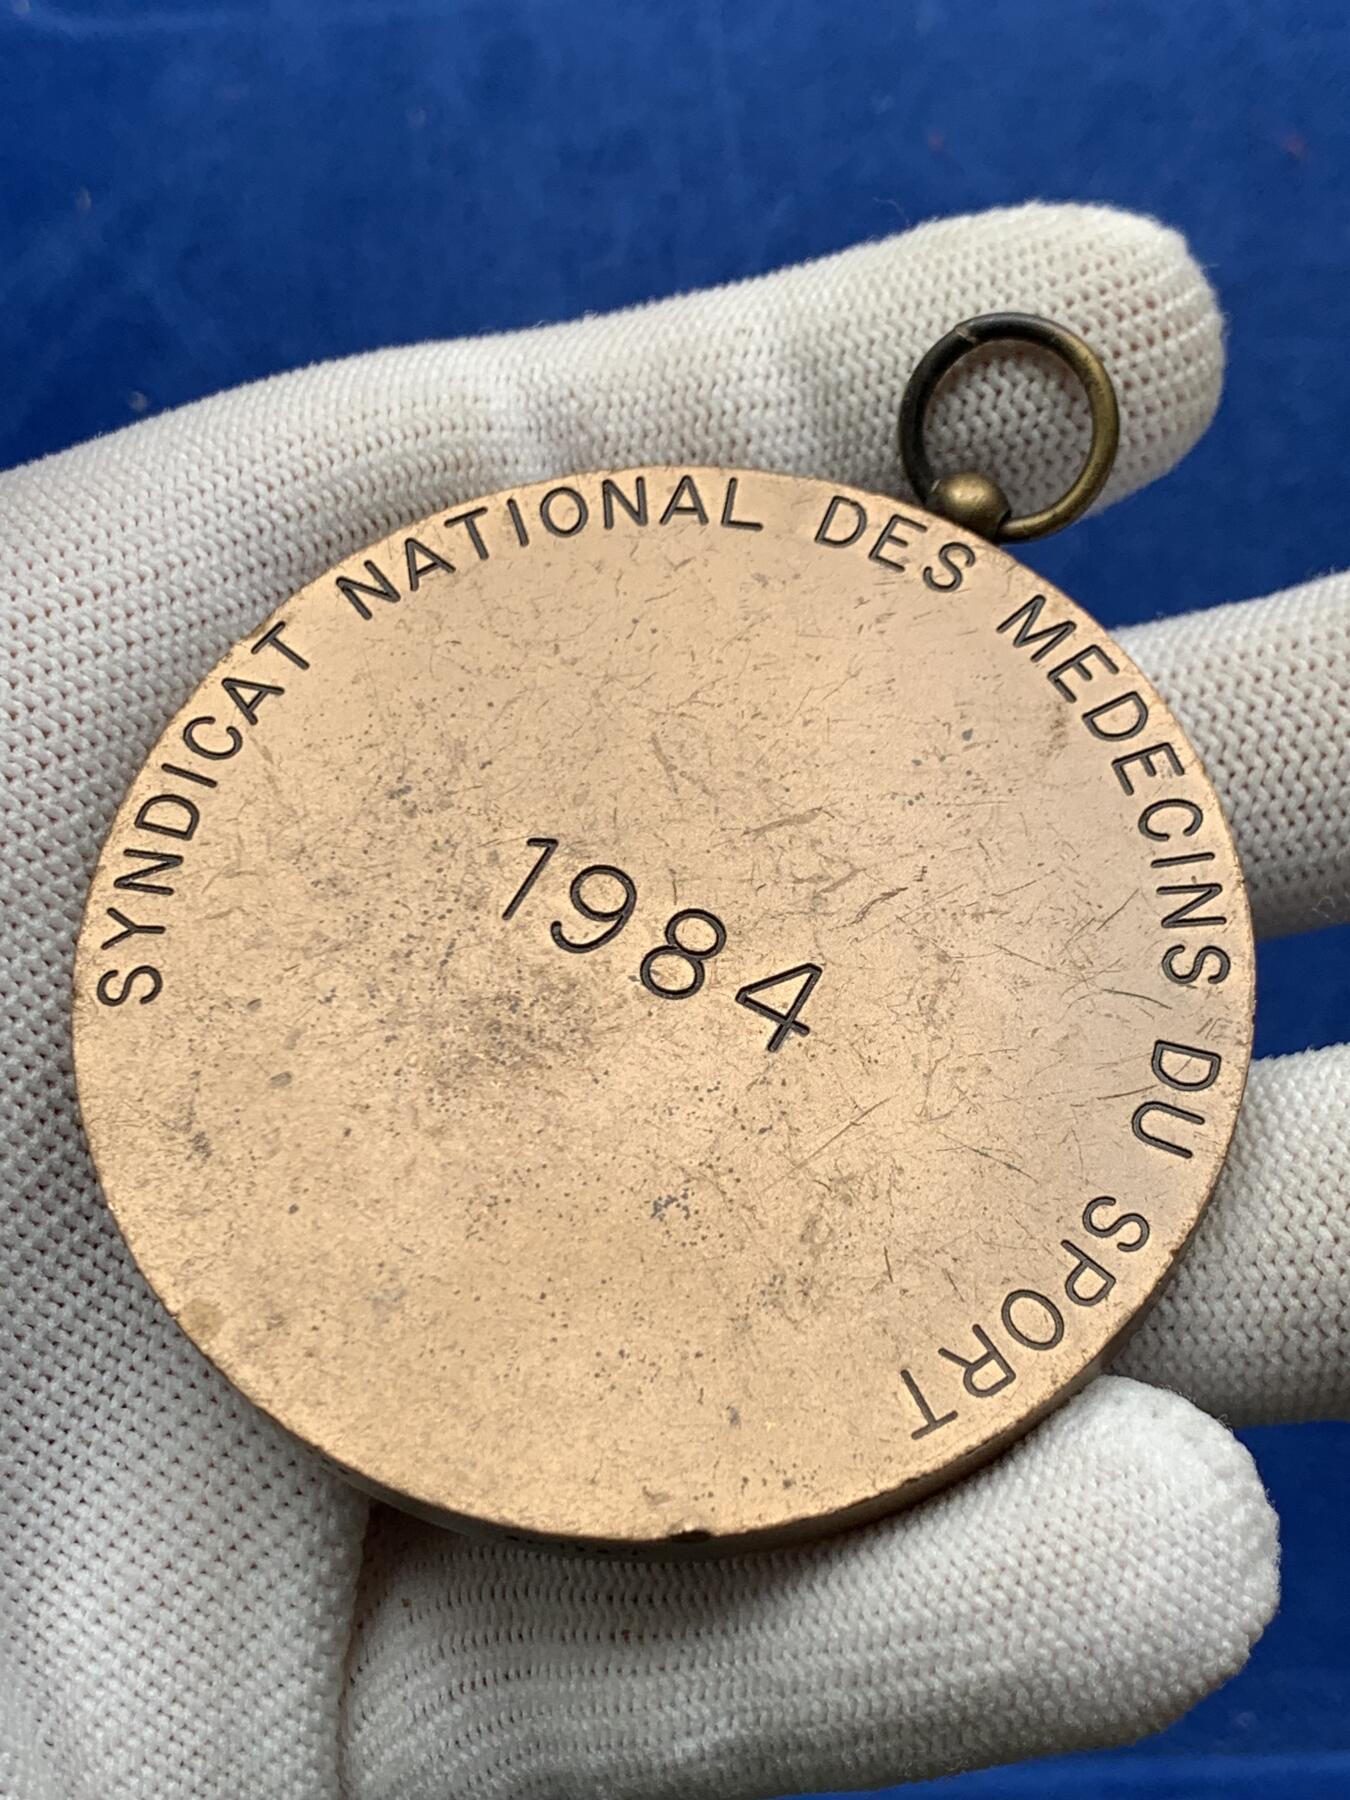 SYNDICAT NATIONAL DES MEDECINS DU SPORT
1984